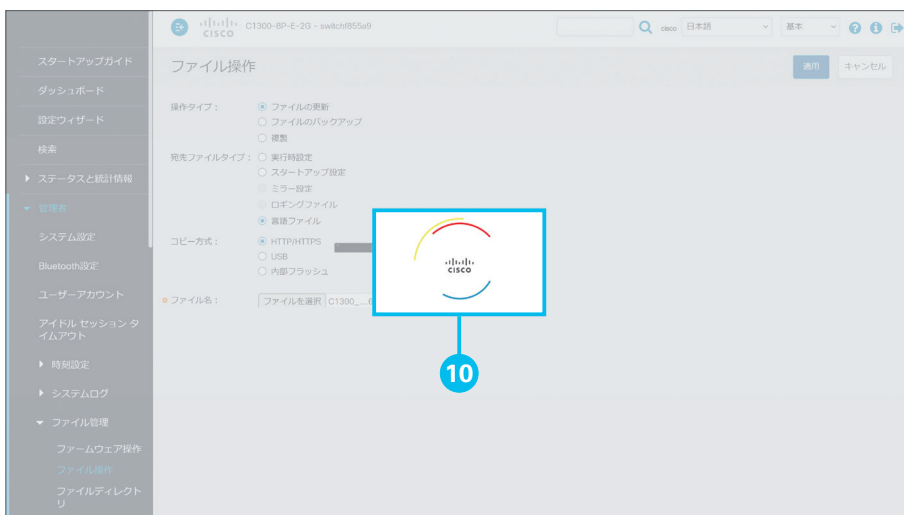 CISCO
C1300-8P-E-2G - switchf855a9
cisco
日本語
基本
スタートアップガイド
ダッシュボード
設定ウィザード
検索
ステータスと統計情報
管理者
システム設定
Bluetooth設定
ユーザーアカウント
アイドル セッション タ
イムアウト
時刻設定
システムログ
ファイル管理
ファームウェア操作
ファイル操作
ファイルディレクト
リ
ファイル操作
適用
キャンセル
操作タイプ：
ファイルの更新
ファイルのバックアップ
複製
宛先ファイルタイプ：
実行時設定
スタートアップ設定
ミラー設定
ロギングファイル
言語ファイル
コピー方式：
HTTP/HTTPS
USB
内部フラッシュ
ファイル名：
ファイルを選択
C1300_...6
CISCO
10